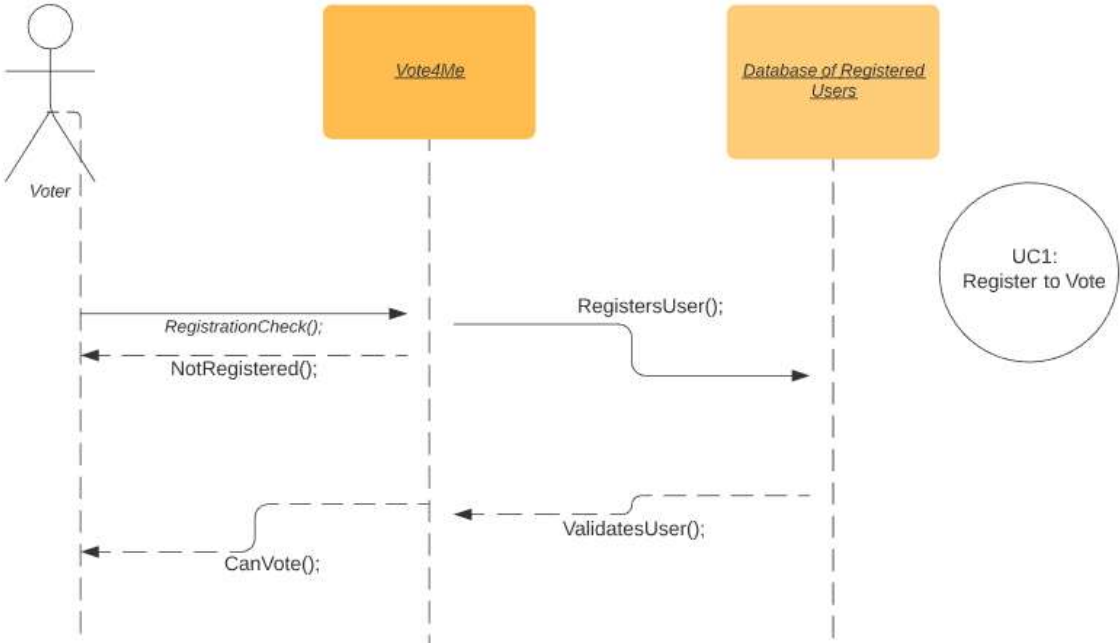 Vote4Me
Database of Registered
Users
Voter
UC1:
Register to Vote
RegistersUser();
RegistrationCheck();
NotRegistered();
ValidatesUser();
CanVote();